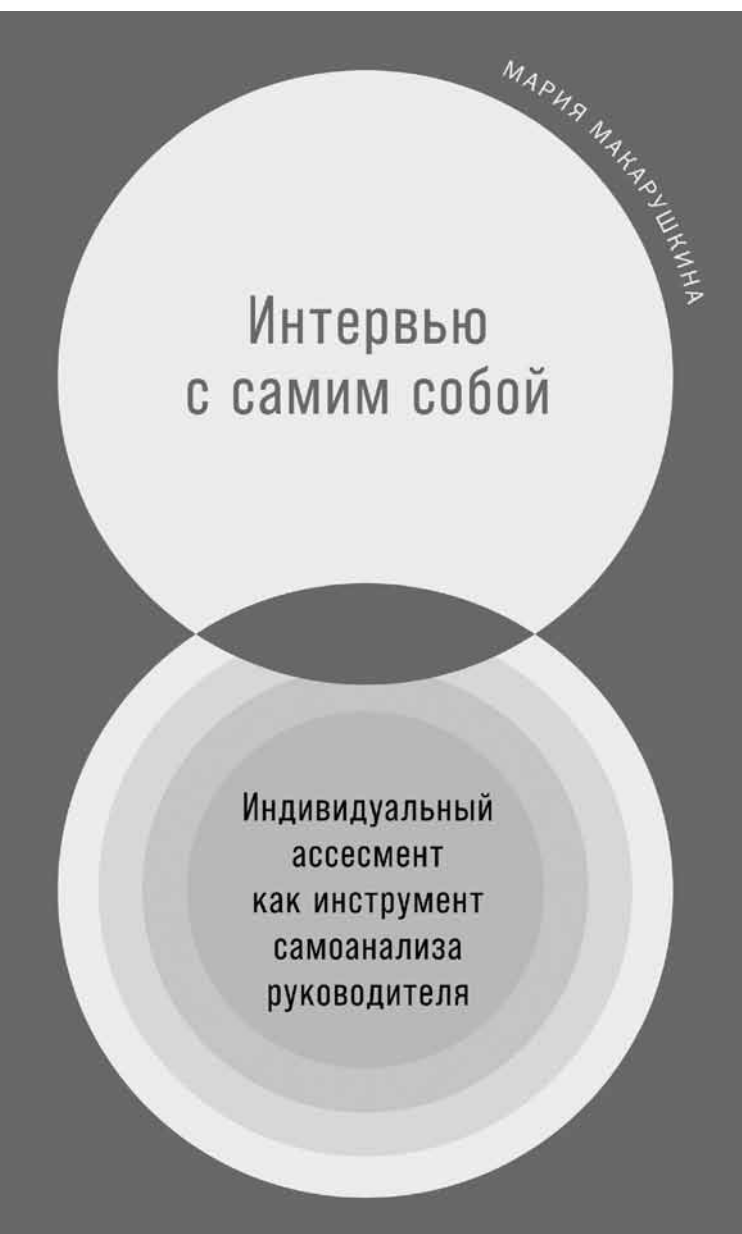 МАРИЯ МАКАРУШКИНА
Интервью
с самим собой
Индивидуальный
ассесмент
как инструмент
самоанализа
руководителя